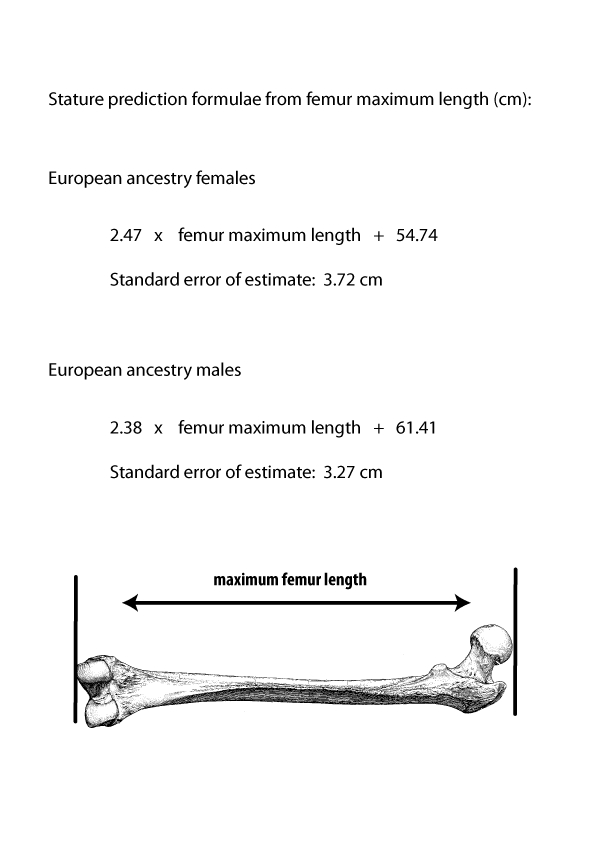 Stature prediction formulae from femur maximum length (cm):
European ancestry females
2.47 x femur maximum length + 54.74
Standard error of estimate: 3.72 cm
European ancestry males
2.38 x femur maximum length + 61.41
Standard error of estimate: 3.27 cm
maximum femur length